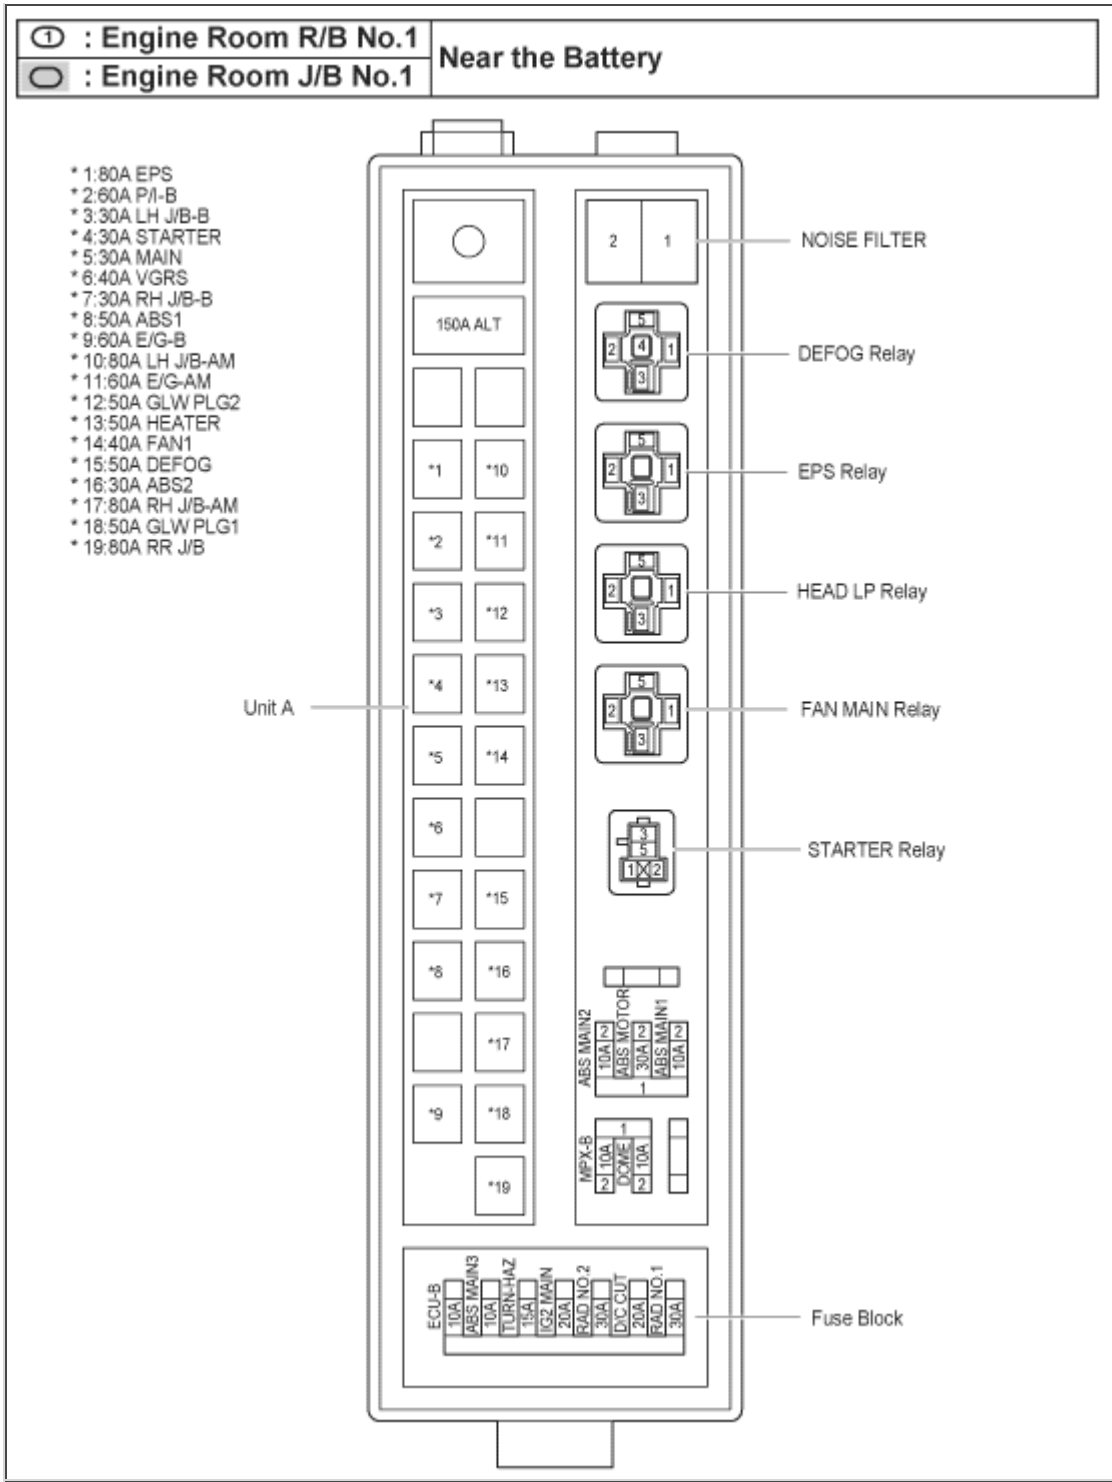 1 : Engine Room R/B No.1
: Engine Room J/B No.1
Near the Battery
* 1:80A EPS
* 2:60A P/I-B
* 3:30A LH J/B-B
* 4:30A STARTER
* 5:30A MAIN
* 6:40A VGRS
* 7:30A RH J/B-B
* 8:50A ABS1
* 9:60A E/G-B
* 10:80A LH J/B-AM
* 11:60A E/G-AM
* 12:50A GLW PLG2
* 13:50A HEATER
* 14:40A FAN1
* 15:50A DEFOG
* 16:30A ABS2
* 17:80A RH J/B-AM
* 18:50A GLW PLG1
* 19:80A RR J/B
Unit A
150A ALT
*1 *10
*2 *11
*3 *12
*4 *13
*5 *14
*6
*7 *15
*8 *16
*17
*9 *18
*19
2 1
NOISE FILTER
5
2 4 1
3
DEFOG Relay
5
2 1
3
EPS Relay
5
2 1
3
HEAD LP Relay
5
2 1
3
FAN MAIN Relay
3
5
1 2
STARTER Relay
ABS MAIN2
10A 2
ABS MOTOR
30A 2
ABS MAIN1
10A 2
1
1
MPX-B
2 10A
DOME
2 10A
ECU-B
10A
ABS MAIN3
10A
TURN-HAZ
15A
IG2 MAIN
20A
RAD NO.2
30A
D/C CUT
20A
RAD NO.1
30A
Fuse Block